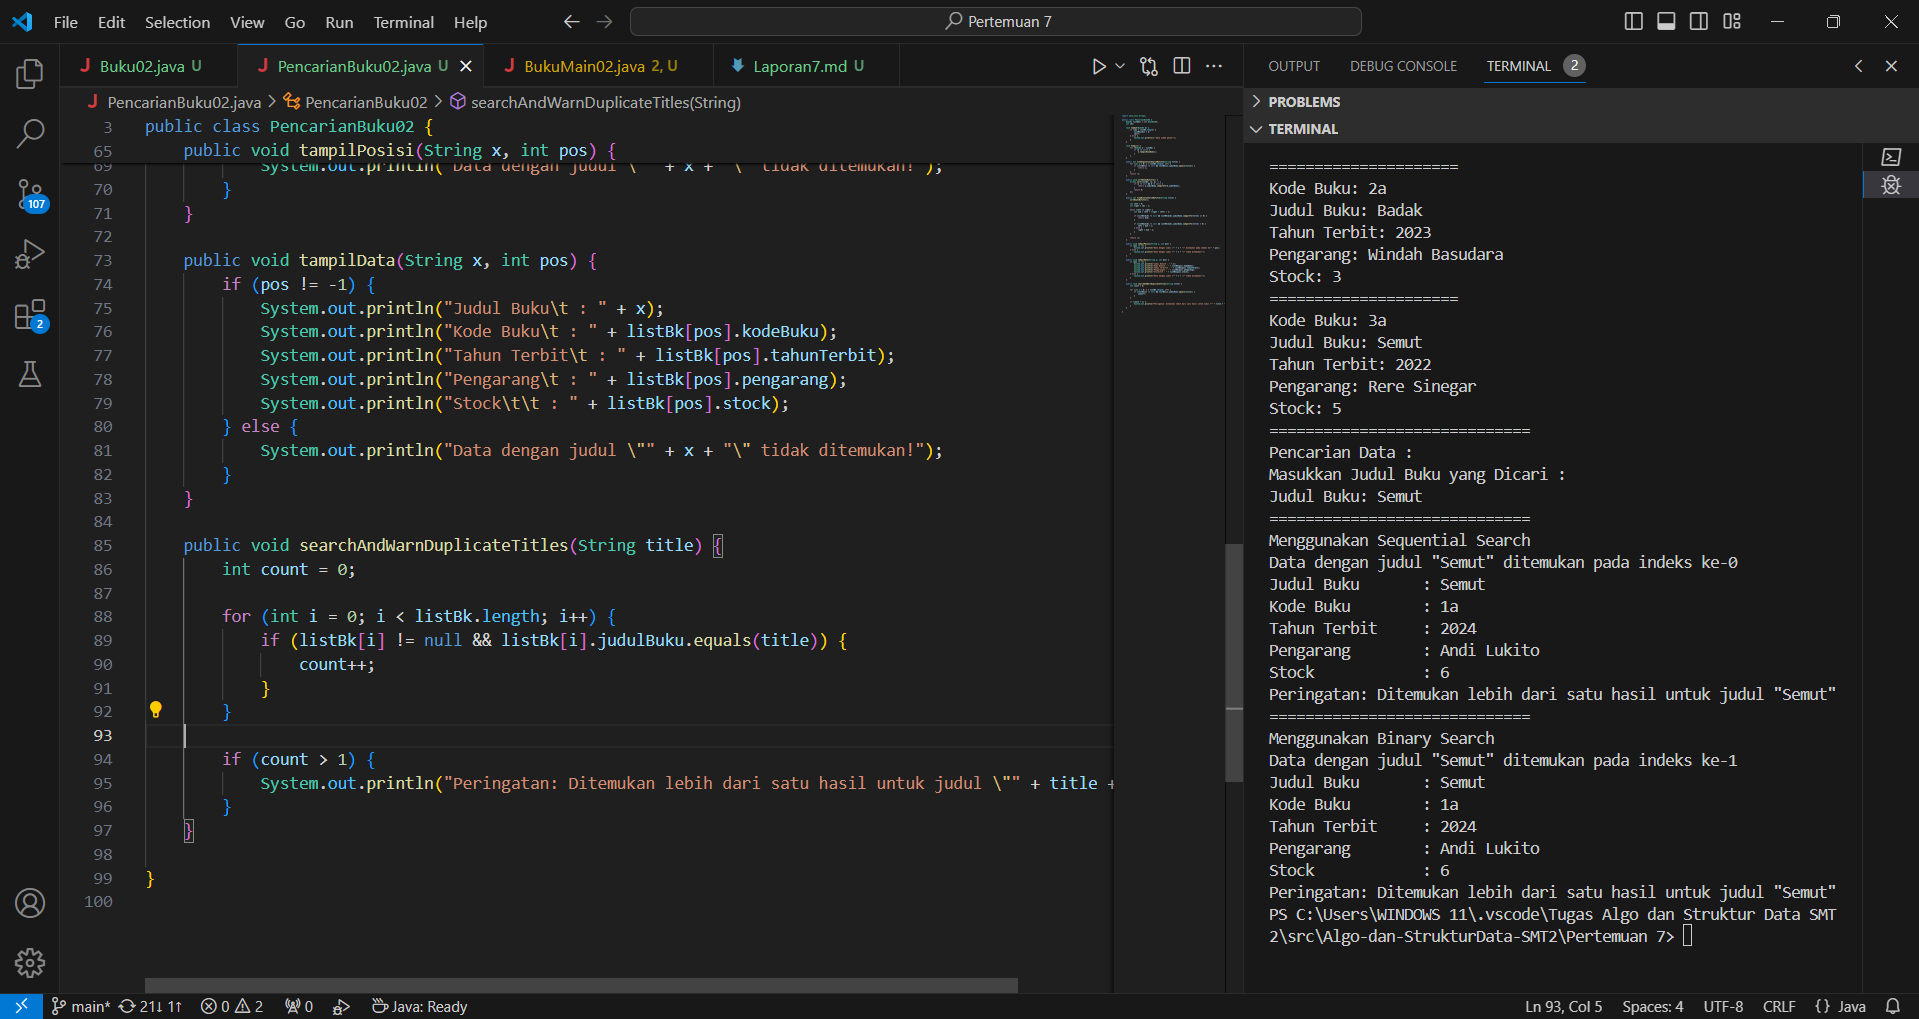 File Edit Selection View Go Run Terminal Help
Pertemuan 7
Buku02.java U
PencarianBuku02.java U
BukuMain02.java 2, U
Laporan7.md U
OUTPUT DEBUG CONSOLE TERMINAL 2
PencarianBuku02.java > PencarianBuku02 > searchAndWarnDuplicateTitles(String)
3 public class PencarianBuku02 {
65 public void tampilPosisi(String x, int pos) {
69 System.out.println("Data dengan judul \"" + x + "\" tidak ditemukan!");
70 }
71 }
72
73 public void tampilData(String x, int pos) {
74 if (pos != -1) {
75 System.out.println("Judul Buku\t : " + x);
76 System.out.println("Kode Buku\t : " + listBk[pos].kodeBuku);
77 System.out.println("Tahun Terbit\t : " + listBk[pos].tahunTerbit);
78 System.out.println("Pengarang\t : " + listBk[pos].pengarang);
79 System.out.println("Stock\t\t : " + listBk[pos].stock);
80 } else {
81 System.out.println("Data dengan judul \"" + x + "\" tidak ditemukan!");
82 }
83 }
84
85 public void searchAndWarnDuplicateTitles(String title) {
86 int count = 0;
87
88 for (int i = 0; i < listBk.length; i++) {
89 if (listBk[i] != null && listBk[i].judulBuku.equals(title)) {
90 count++;
91 }
92 }
93
94 if (count > 1) {
95 System.out.println("Peringatan: Ditemukan lebih dari satu hasil untuk judul \"" + title +
96 }
97 }
98
99 }
100
PROBLEMS
TERMINAL
=====================
Kode Buku: 2a
Judul Buku: Badak
Tahun Terbit: 2023
Pengarang: Windah Basudara
Stock: 3
=====================
Kode Buku: 3a
Judul Buku: Semut
Tahun Terbit: 2022
Pengarang: Rere Sinegar
Stock: 5
=============================
Pencarian Data :
Masukkan Judul Buku yang Dicari :
Judul Buku: Semut
=============================
Menggunakan Sequential Search
Data dengan judul "Semut" ditemukan pada indeks ke-0
Judul Buku : Semut
Kode Buku : 1a
Tahun Terbit : 2024
Pengarang : Andi Lukito
Stock : 6
Peringatan: Ditemukan lebih dari satu hasil untuk judul "Semut"
=============================
Menggunakan Binary Search
Data dengan judul "Semut" ditemukan pada indeks ke-1
Judul Buku : Semut
Kode Buku : 1a
Tahun Terbit : 2024
Pengarang : Andi Lukito
Stock : 6
Peringatan: Ditemukan lebih dari satu hasil untuk judul "Semut"
PS C:\Users\WINDOWS 11\.vscode\Tugas Algo dan Struktur Data SMT
2\src\Algo-dan-StrukturData-SMT2\Pertemuan 7>
107
2
main* 21↓ 1↑ 0 2 0 Java: Ready
Ln 93, Col 5 Spaces: 4 UTF-8 CRLF {} Java